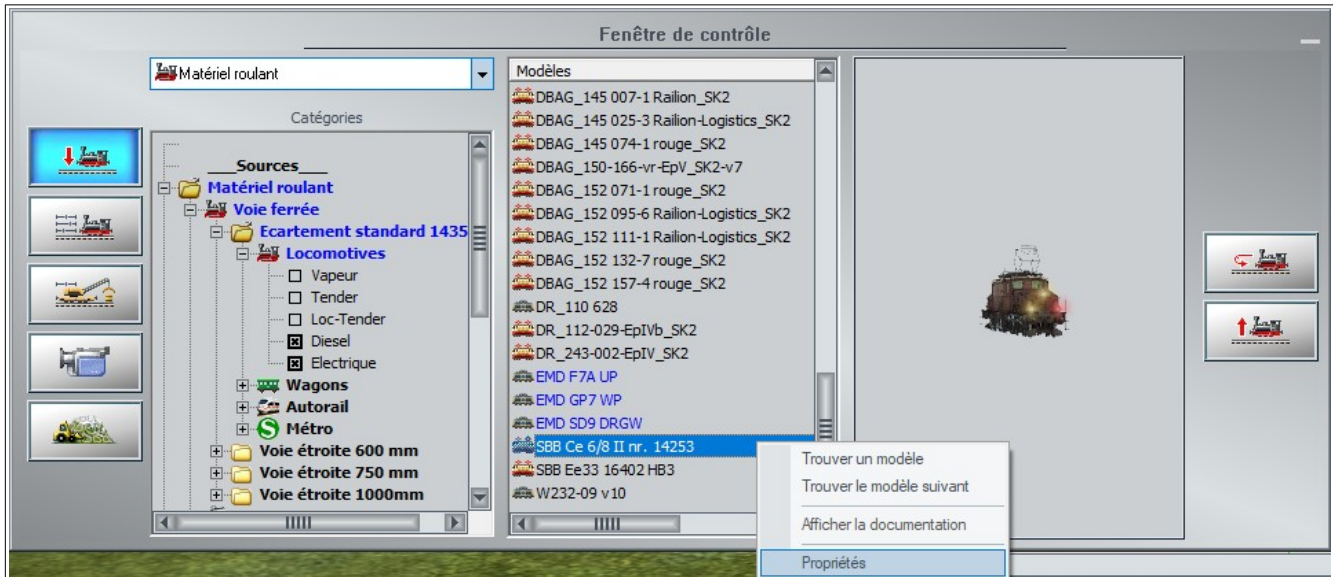 Fenêtre de contrôle
Matériel roulant
Catégories
___Sources___
Matériel roulant
Voie ferrée
Ecartement standard 1435
Locomotives
Vapeur
Tender
Loc-Tender
Diesel
Electrique
Wagons
Autorail
S Métro
Voie étroite 600 mm
Voie étroite 750 mm
Voie étroite 1000mm
Modèles
DBAG_145 007-1 Railion_SK2
DBAG_145 025-3 Railion-Logistics_SK2
DBAG_145 074-1 rouge_SK2
DBAG_150-166-vr-EpV_SK2-v7
DBAG_152 071-1 rouge_SK2
DBAG_152 095-6 Railion-Logistics_SK2
DBAG_152 111-1 Railion-Logistics_SK2
DBAG_152 132-7 rouge_SK2
DBAG_152 157-4 rouge_SK2
DR_110 628
DR_112-029-EpIVb_SK2
DR_243-002-EpIV_SK2
EMD F7A UP
EMD GP7 WP
EMD SD9 DRGW
SBB Ce 6/8 II nr. 14253
SBB Ee33 16402 HB3
W232-09 v10
Trouver un modèle
Trouver le modèle suivant
Afficher la documentation
Propriétés